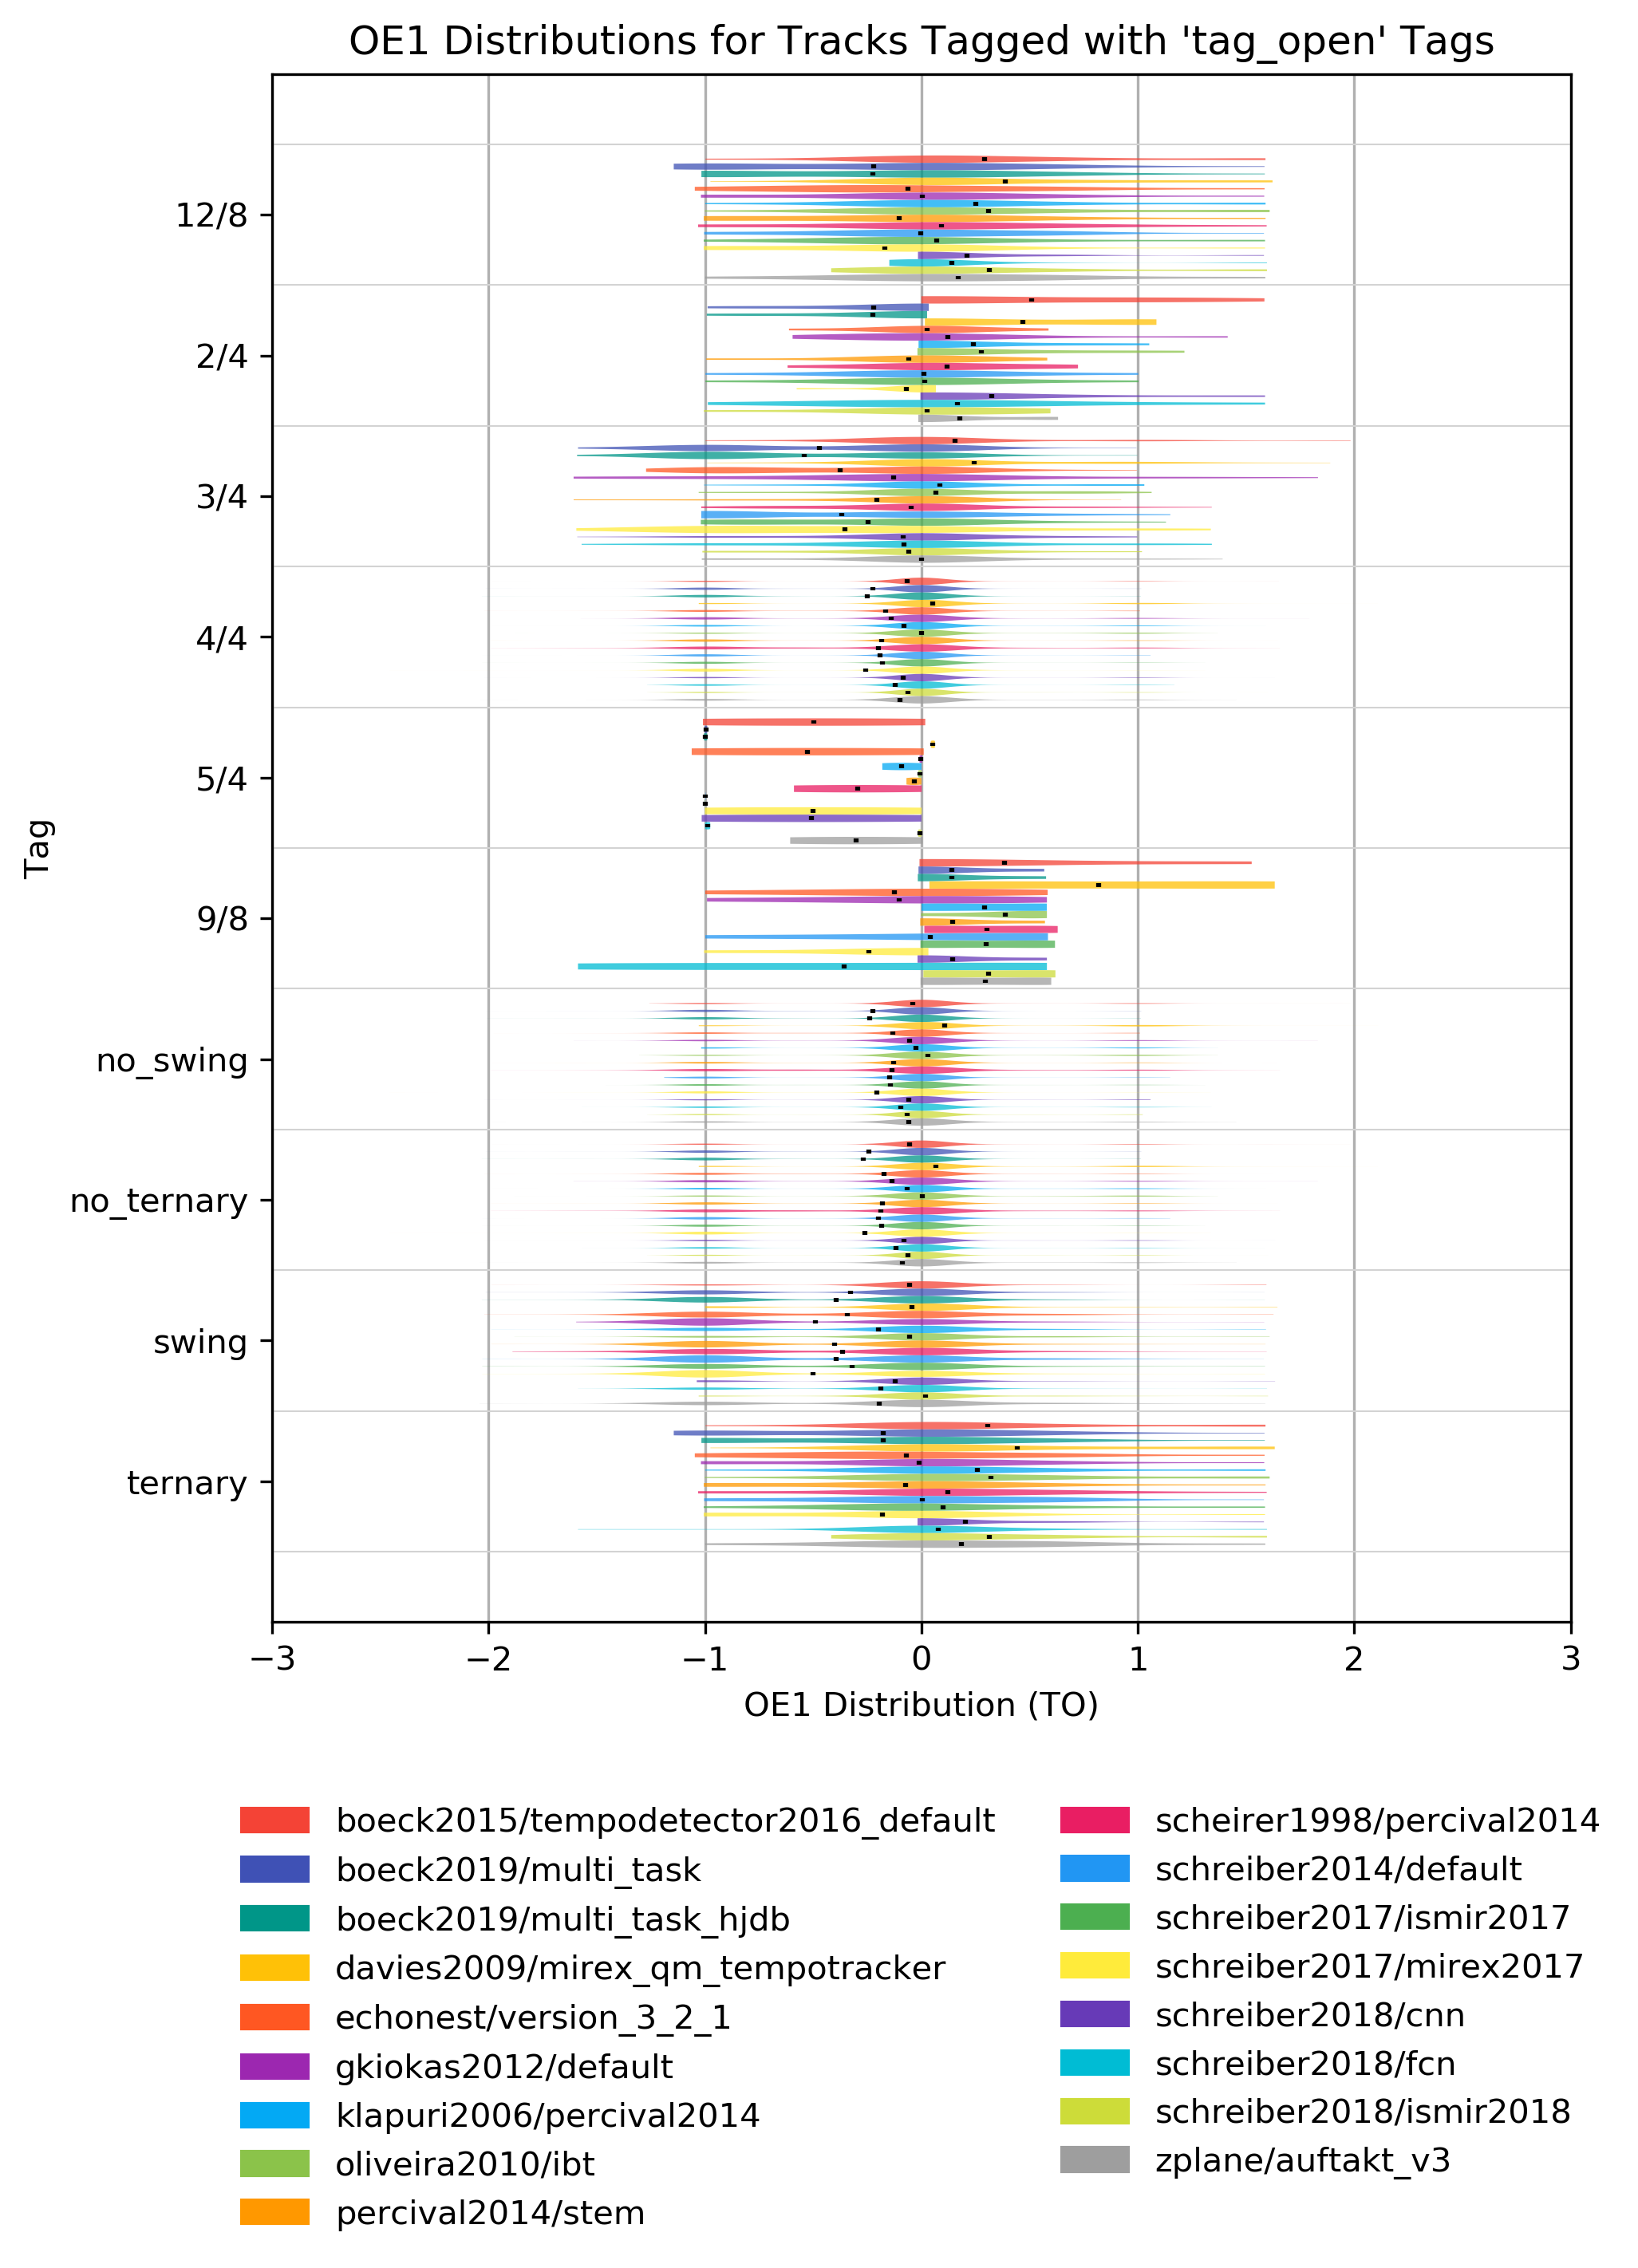 OE1 Distributions for Tracks Tagged with 'tag_open' Tags
12/8
2/4
3/4
4/4
5/4
9/8
no_swing
no_ternary
swing
ternary
Tag
−3 −2 −1 0 1 2 3
OE1 Distribution (TO)
boeck2015/tempodetector2016_default
boeck2019/multi_task
boeck2019/multi_task_hjdb
davies2009/mirex_qm_tempotracker
echonest/version_3_2_1
gkiokas2012/default
klapuri2006/percival2014
oliveira2010/ibt
percival2014/stem
scheirer1998/percival2014
schreiber2014/default
schreiber2017/ismir2017
schreiber2017/mirex2017
schreiber2018/cnn
schreiber2018/fcn
schreiber2018/ismir2018
zplane/auftakt_v3